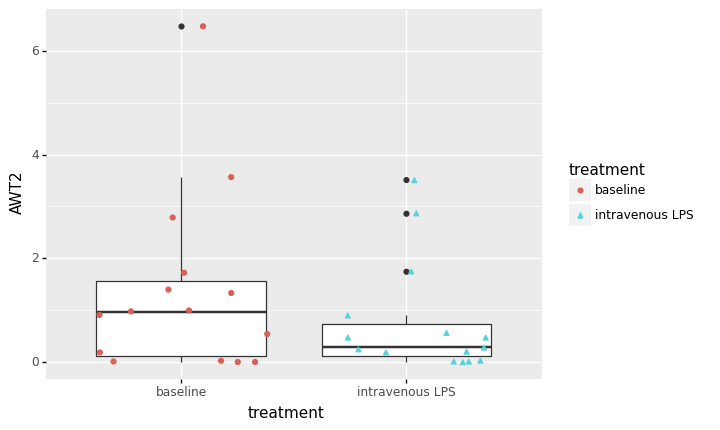 6
4
2
0
AWT2
baseline
intravenous LPS
treatment
treatment
baseline
intravenous LPS